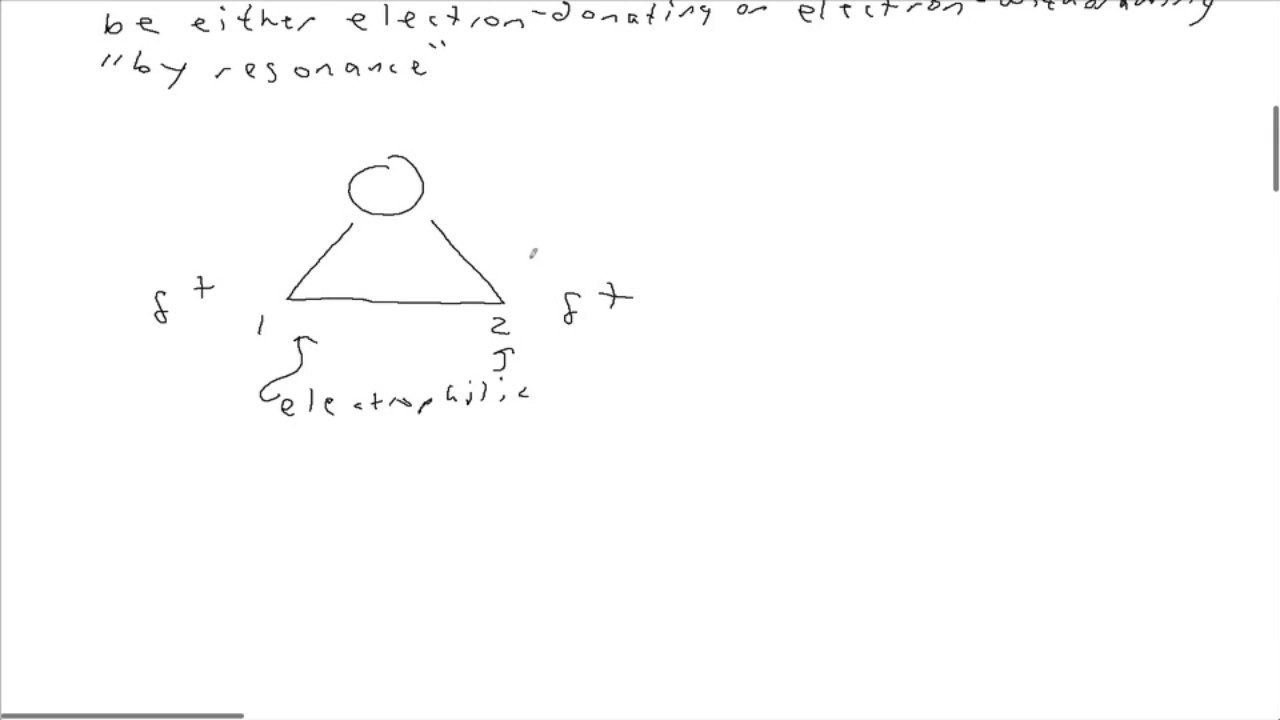 be either electron-donating or electron-withdrawing
"by resonance"
O
δ + 1 2 δ +
electrophilic